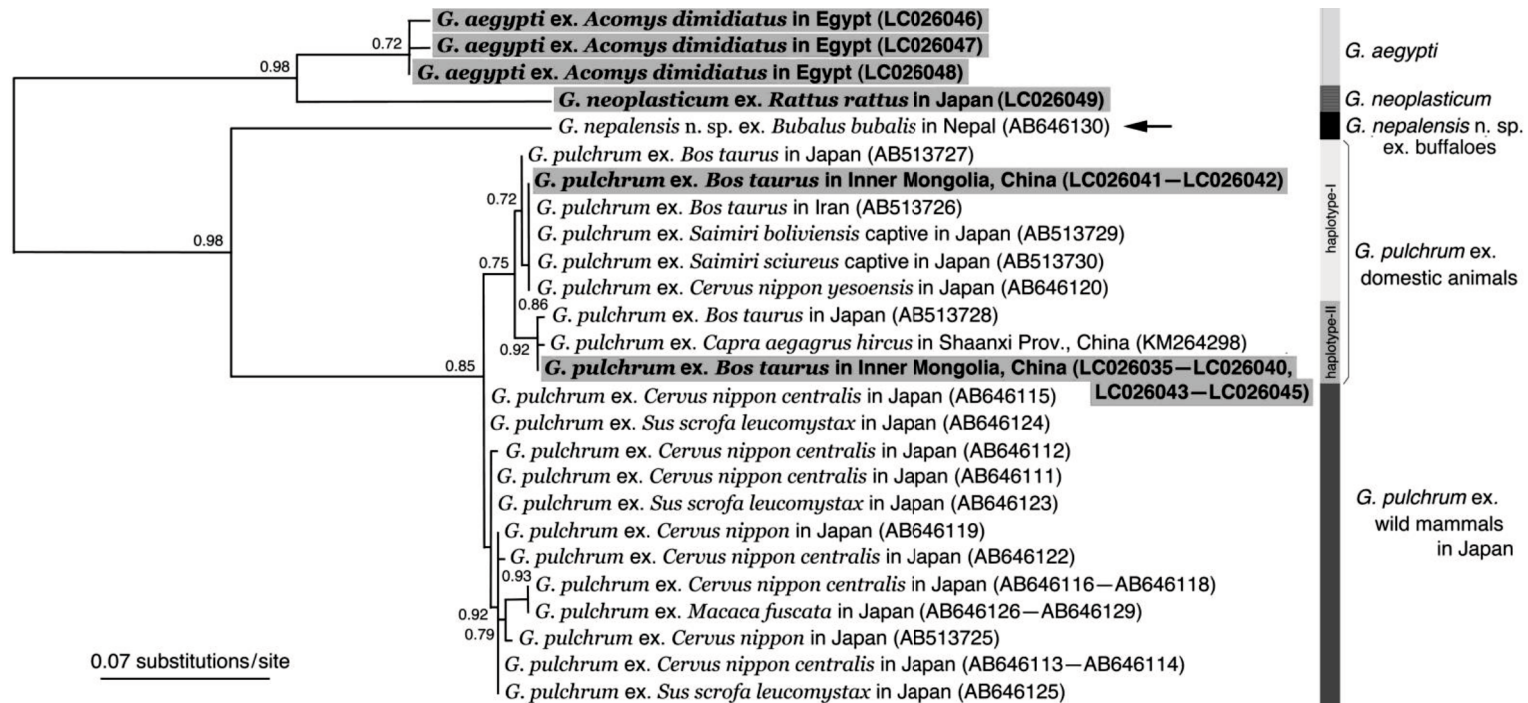 G. aegypti ex. Acomys dimidiatus in Egypt (LC026046)
0.72
G. aegypti ex. Acomys dimidiatus in Egypt (LC026047)
G. aegypti
0.98
G. aegypti ex. Acomys dimidiatus in Egypt (LC026048)
G. neoplasticum ex. Rattus rattus in Japan (LC026049)
G. neoplasticum
G. nepalensis n. sp. ex. Bubalus bubalis in Nepal (AB646130)
G. nepalensis n. sp.
ex. buffaloes
G. pulchrum ex. Bos taurus in Japan (AB513727)
G. pulchrum ex. Bos taurus in Inner Mongolia, China (LC026041—LC026042)
0.72
G. pulchrum ex. Bos taurus in Iran (AB513726)
haplotype-I
0.98
G. pulchrum ex. Saimiri boliviensis captive in Japan (AB513729)
G. pulchrum ex.
domestic animals
0.75
G. pulchrum ex. Saimiri sciureus captive in Japan (AB513730)
G. pulchrum ex. Cervus nippon yesoensis in Japan (AB646120)
0.86
G. pulchrum ex. Bos taurus in Japan (AB513728)
haplotype-II
0.92
G. pulchrum ex. Capra aegagrus hircus in Shaanxi Prov., China (KM264298)
0.85
G. pulchrum ex. Bos taurus in Inner Mongolia, China (LC026035—LC026040,
LC026043—LC026045)
G. pulchrum ex. Cervus nippon centralis in Japan (AB646115)
G. pulchrum ex. Sus scrofa leucomystax in Japan (AB646124)
G. pulchrum ex. Cervus nippon centralis in Japan (AB646112)
G. pulchrum ex. Cervus nippon centralis in Japan (AB646111)
G. pulchrum ex. Sus scrofa leucomystax in Japan (AB646123)
G. pulchrum ex.
wild mammals
in Japan
G. pulchrum ex. Cervus nippon in Japan (AB646119)
G. pulchrum ex. Cervus nippon centralis in Japan (AB646122)
0.93
G. pulchrum ex. Cervus nippon centralis in Japan (AB646116—AB646118)
0.92
G. pulchrum ex. Macaca fuscata in Japan (AB646126—AB646129)
0.79
G. pulchrum ex. Cervus nippon in Japan (AB513725)
G. pulchrum ex. Cervus nippon centralis in Japan (AB646113—AB646114)
G. pulchrum ex. Sus scrofa leucomystax in Japan (AB646125)
0.07 substitutions/site